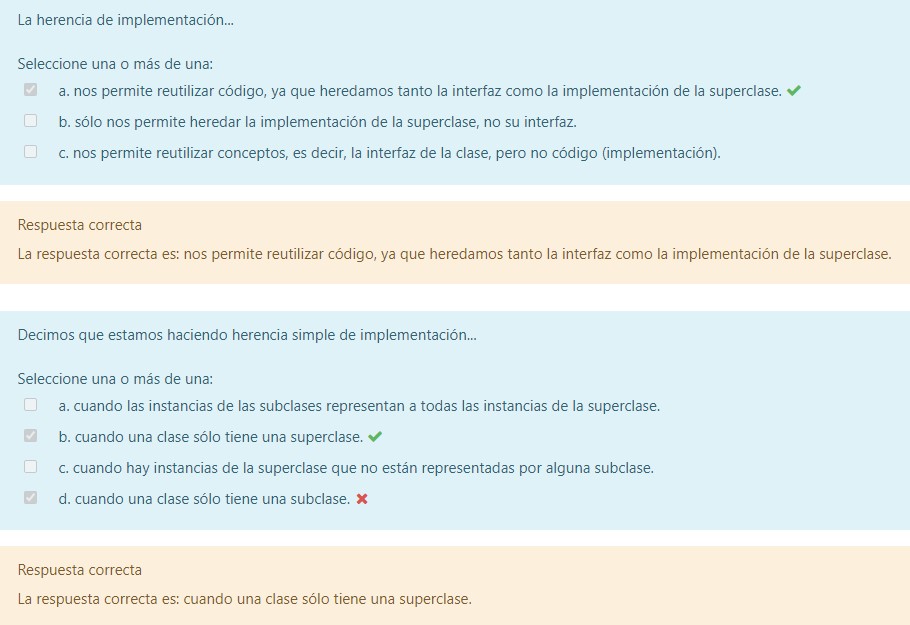 La herencia de implementación...
Seleccione una o más de una:
a. nos permite reutilizar código, ya que heredamos tanto la interfaz como la implementación de la superclase.
b. sólo nos permite heredar la implementación de la superclase, no su interfaz.
c. nos permite reutilizar conceptos, es decir, la interfaz de la clase, pero no código (implementación).
Respuesta correcta
La respuesta correcta es: nos permite reutilizar código, ya que heredamos tanto la interfaz como la implementación de la superclase.
Decimos que estamos haciendo herencia simple de implementación...
Seleccione una o más de una:
a. cuando las instancias de las subclases representan a todas las instancias de la superclase.
b. cuando una clase sólo tiene una superclase.
c. cuando hay instancias de la superclase que no están representadas por alguna subclase.
d. cuando una clase sólo tiene una subclase.
Respuesta correcta
La respuesta correcta es: cuando una clase sólo tiene una superclase.